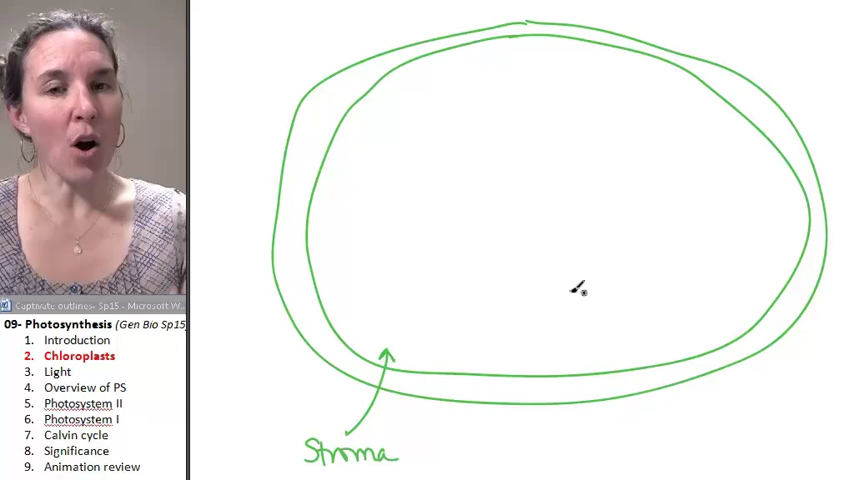 Captivate outlines- Sp15 - Microsoft W.
09- Photosynthesis (Gen Bio Sp15)
1. Introduction
2. Chloroplasts
3. Light
4. Overview of PS
5. Photosystem II
6. Photosystem I
7. Calvin cycle
8. Significance
9. Animation review
Stroma